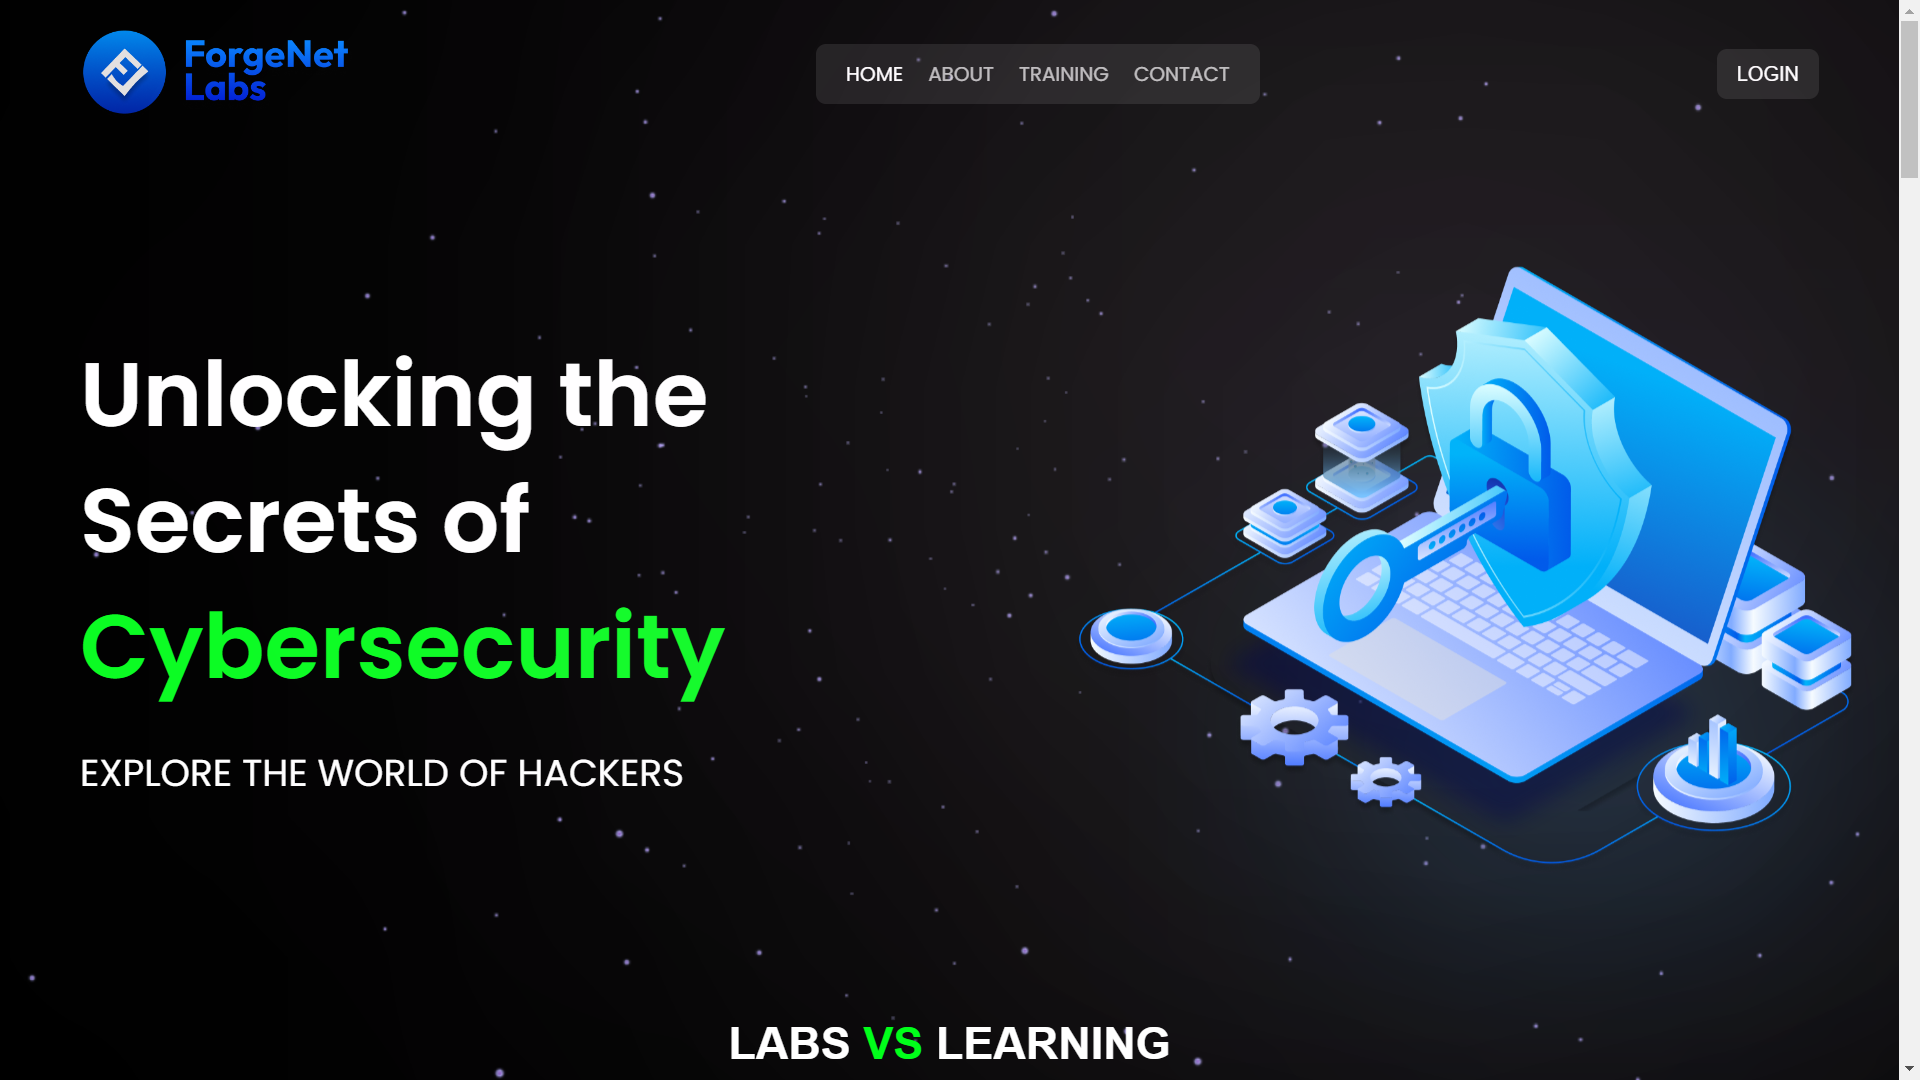 ForgeNet
Labs
HOME ABOUT TRAINING CONTACT
LOGIN
Unlocking the
Secrets of
Cybersecurity
EXPLORE THE WORLD OF HACKERS
LABS VS LEARNING